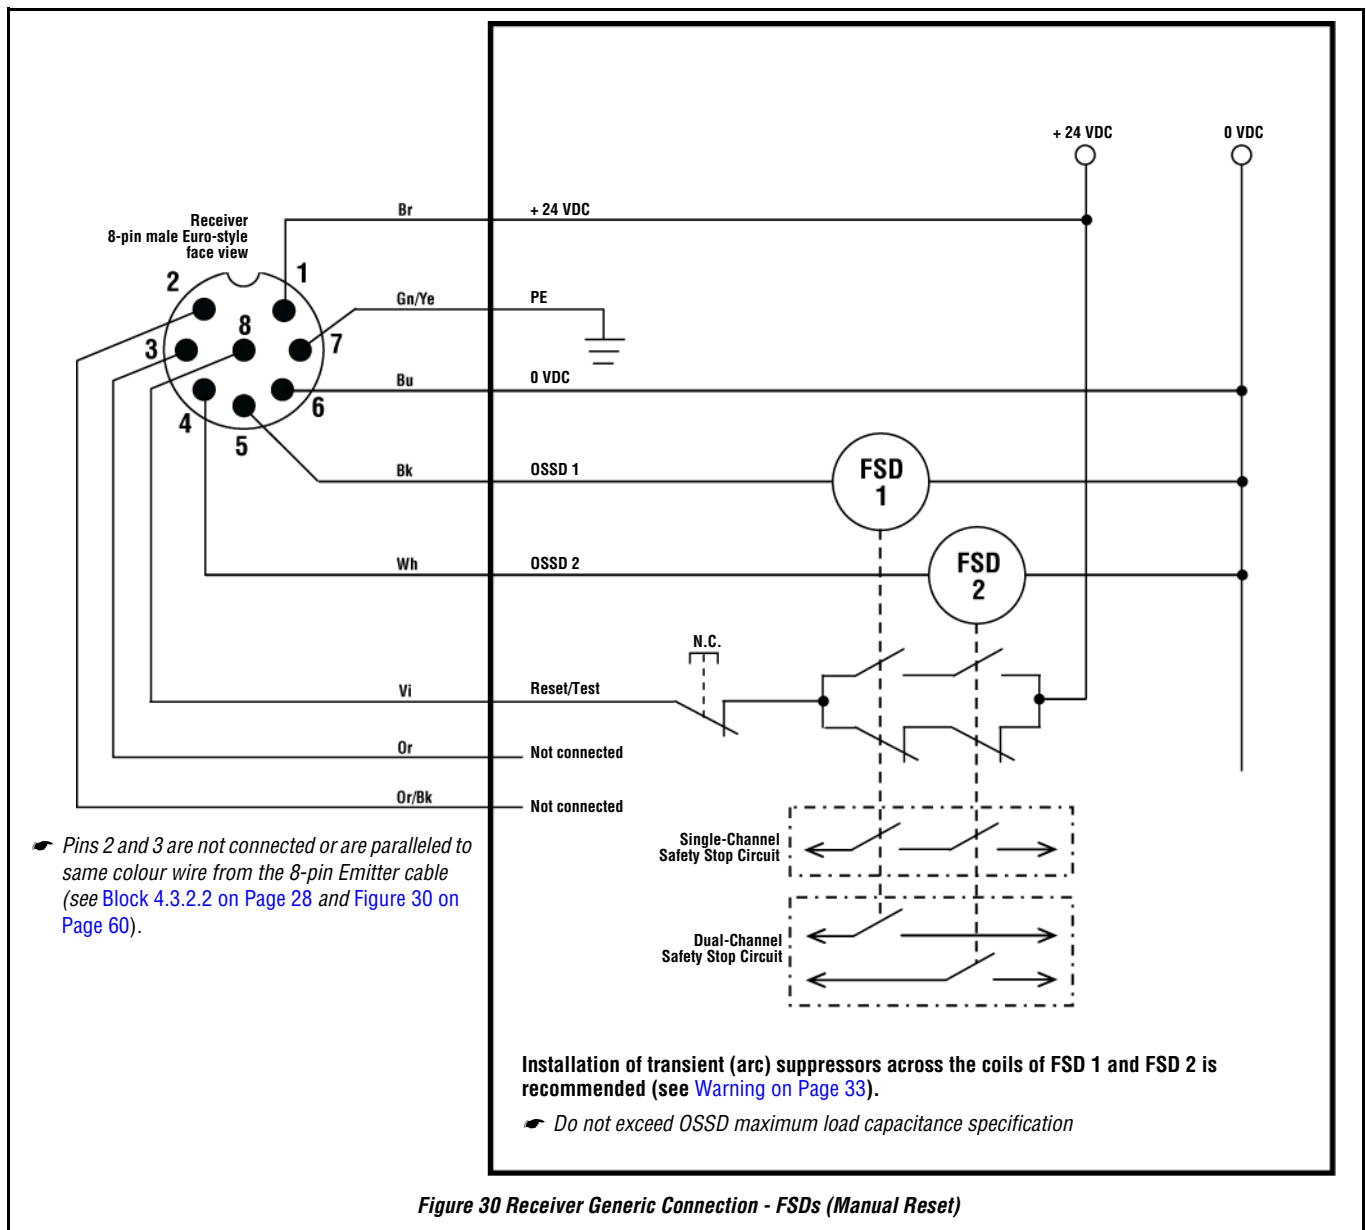 + 24 VDC
0 VDC
Receiver
8-pin male Euro-style
face view
Br
+ 24 VDC
2
1
Gn/Ye
PE
8
3
7
Bu
0 VDC
4
6
5
Bk
OSSD 1
FSD
1
Wh
OSSD 2
FSD
2
N.C.
Vi
Reset/Test
Or
Not connected
Or/Bk
Not connected
☛ Pins 2 and 3 are not connected or are paralleled to
same colour wire from the 8-pin Emitter cable
(see Block 4.3.2.2 on Page 28 and Figure 30 on
Page 60).
Single-Channel
Safety Stop Circuit
Dual-Channel
Safety Stop Circuit
Installation of transient (arc) suppressors across the coils of FSD 1 and FSD 2 is
recommended (see Warning on Page 33).
☛ Do not exceed OSSD maximum load capacitance specification
Figure 30 Receiver Generic Connection - FSDs (Manual Reset)